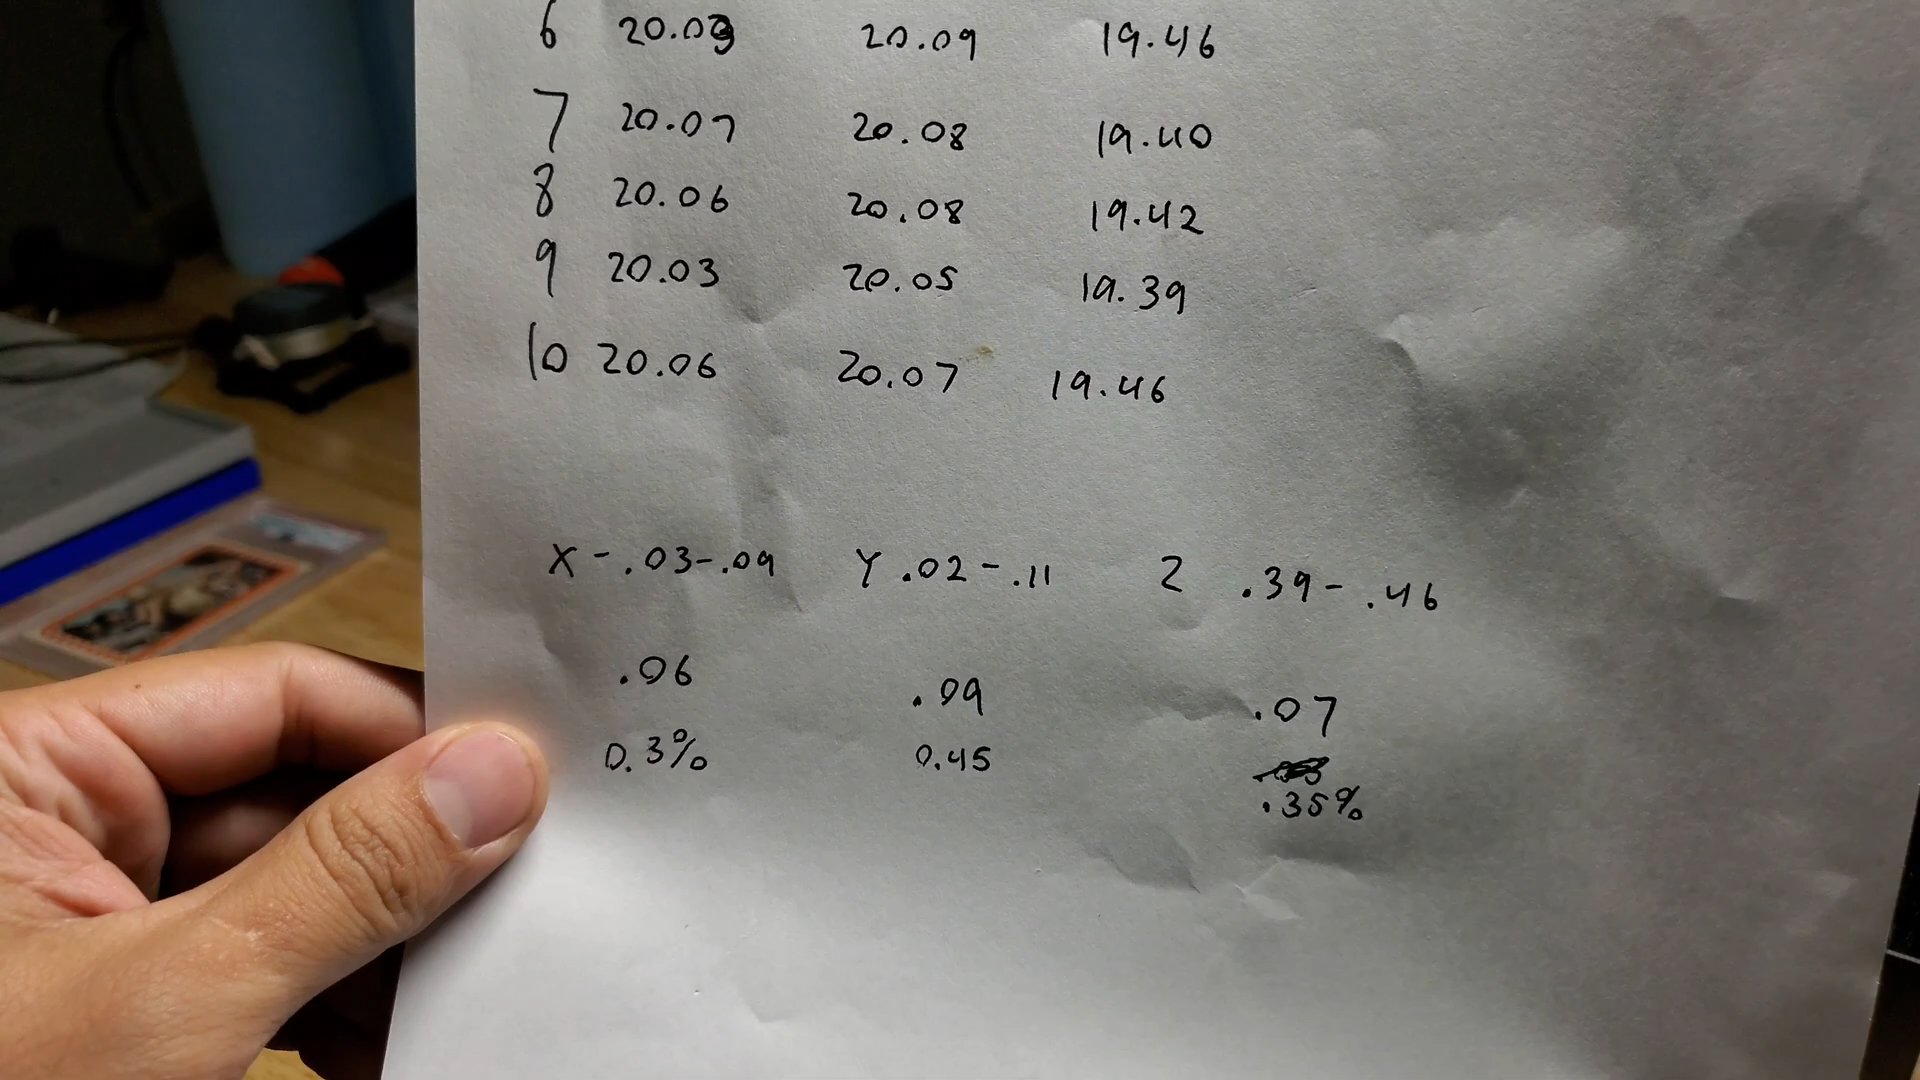 6 20.09 20.09 19.46
7 20.07 20.08 19.40
8 20.06 20.08 19.42
9 20.03 20.05 19.39
10 20.06 20.07 19.46
X - .03-.09 Y .02 - .11 Z .39 - .46
.06 .09 .07
0.3% 0.45
.35%